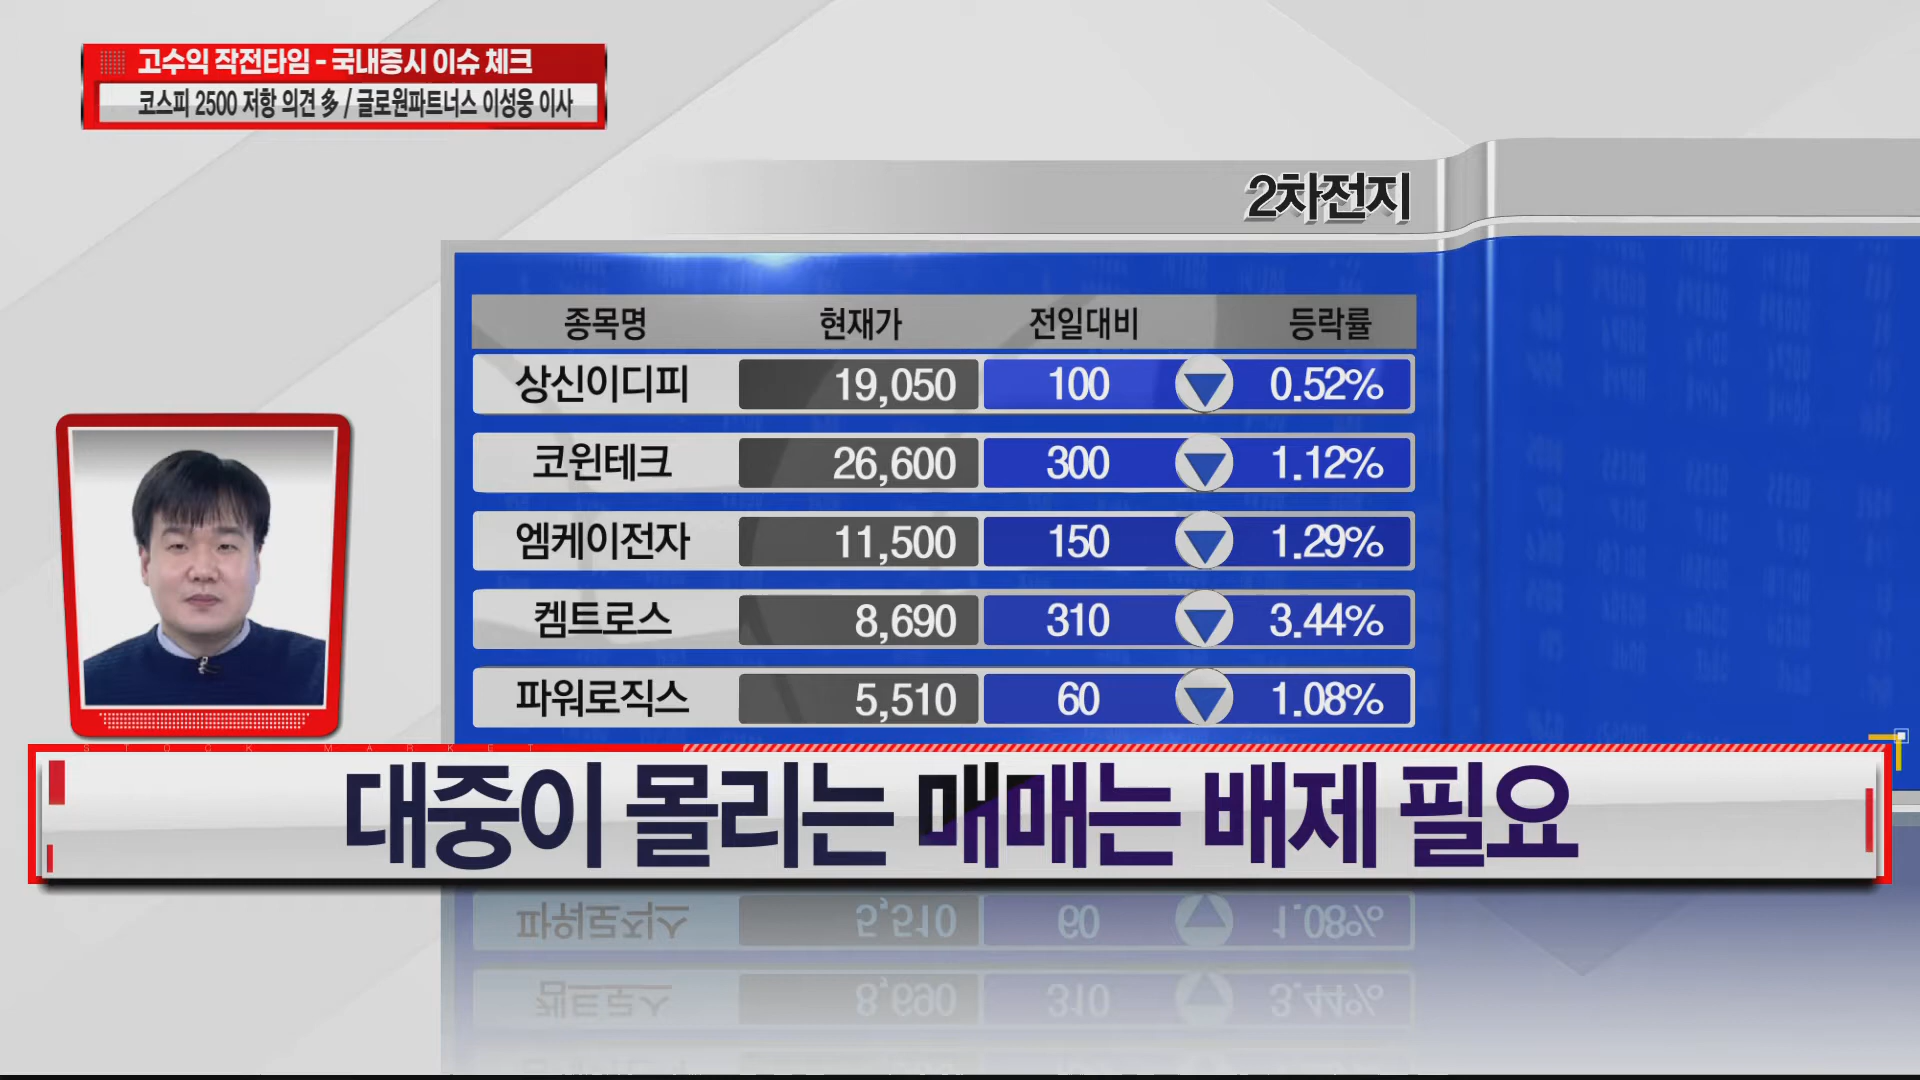 고수익 작전타임 - 국내증시 이슈 체크
코스피 2500 저항 의견 多 / 글로원파트너스 이성웅 이사
2차전지
종목명 현재가 전일대비 등락률
상신이디피 19,050 100 ▼ 0.52%
코윈테크 26,600 300 ▼ 1.12%
엠케이전자 11,500 150 ▼ 1.29%
켐트로스 8,690 310 ▼ 3.44%
파워로직스 5,510 60 ▼ 1.08%
STOCK MARKET
대중이 몰리는 매매는 배제 필요